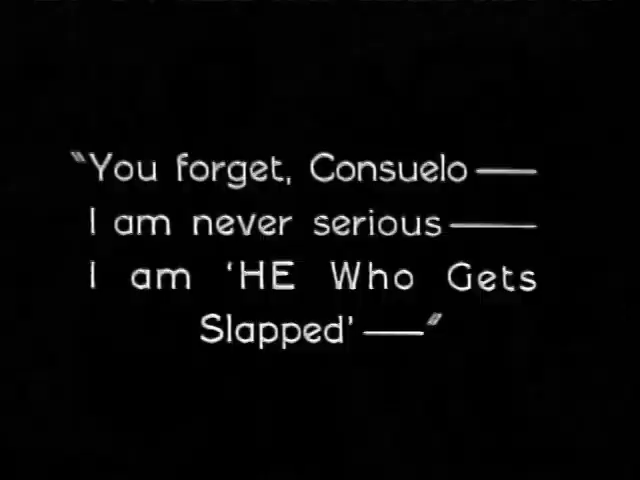 "You forget, Consuelo —
I am never serious —
I am 'HE Who Gets
Slapped' — "